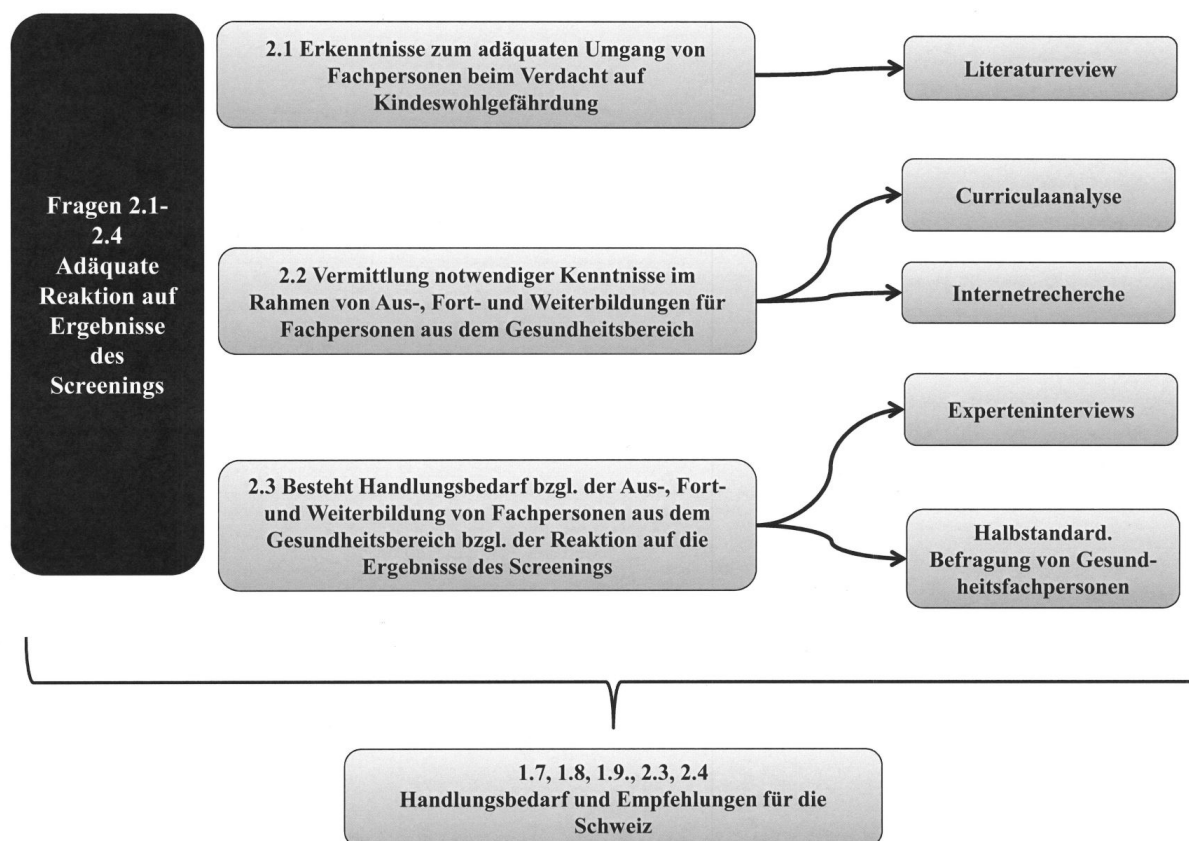 Fragen 2.1-
2.4
Adäquate
Reaktion auf
Ergebnisse
des
Screenings
2.1 Erkenntnisse zum adäquaten Umgang von
Fachpersonen beim Verdacht auf
Kindeswohlgefährdung
Literaturreview
2.2 Vermittlung notwendiger Kenntnisse im
Rahmen von Aus-, Fort- und Weiterbildungen für
Fachpersonen aus dem Gesundheitsbereich
Curriculaanalyse
Internetrecherche
2.3 Besteht Handlungsbedarf bzgl. der Aus-, Fort-
und Weiterbildung von Fachpersonen aus dem
Gesundheitsbereich bzgl. der Reaktion auf die
Ergebnisse des Screenings
Experteninterviews
Halbstandard.
Befragung von Gesund-
heitsfachpersonen
1.7, 1.8, 1.9., 2.3, 2.4
Handlungsbedarf und Empfehlungen für die
Schweiz